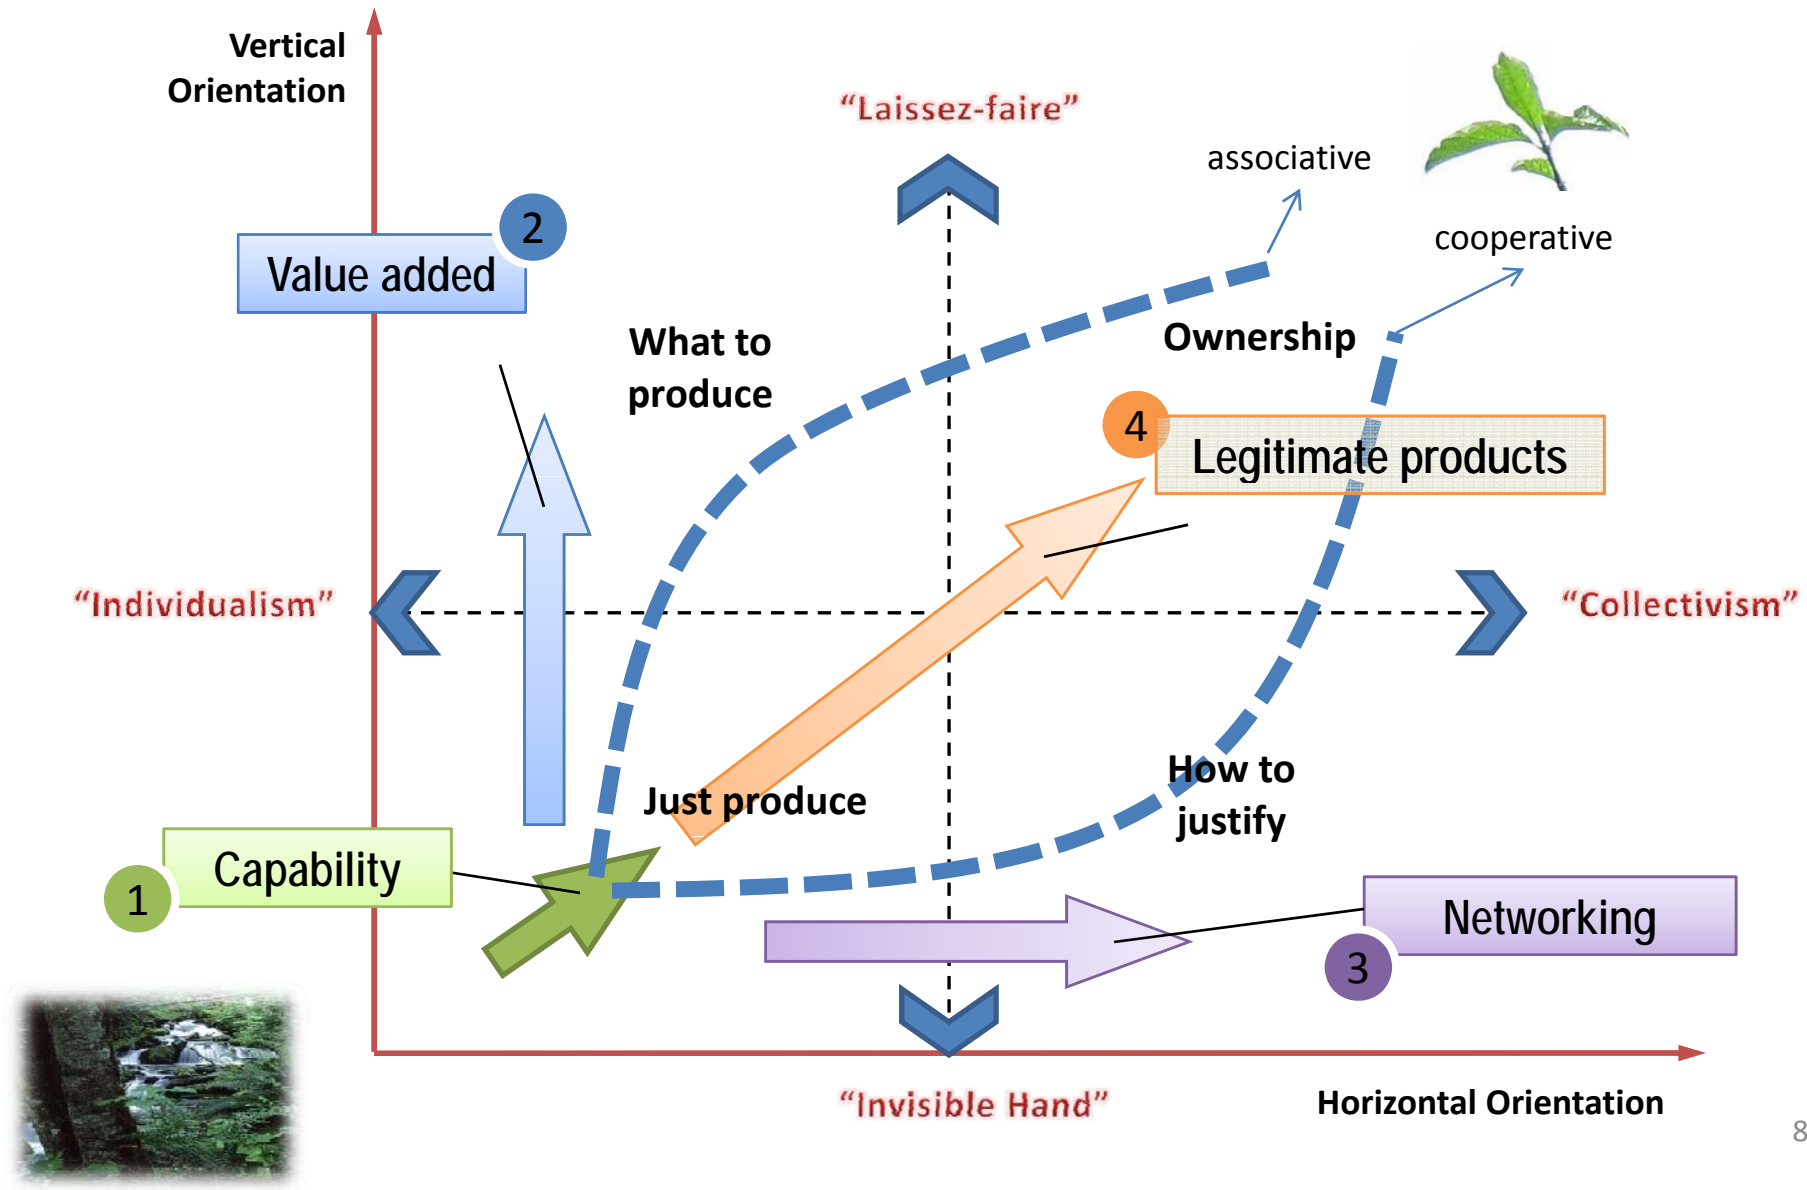 Vertical
Orientation
“Laissez-faire”
associative
2
cooperative
Value added
What to
produce
Ownership
4
Legitimate products
“Individualism”
“Collectivism”
Just produce
How to
justify
Capability
1
Networking
3
“Invisible Hand”
Horizontal Orientation
8